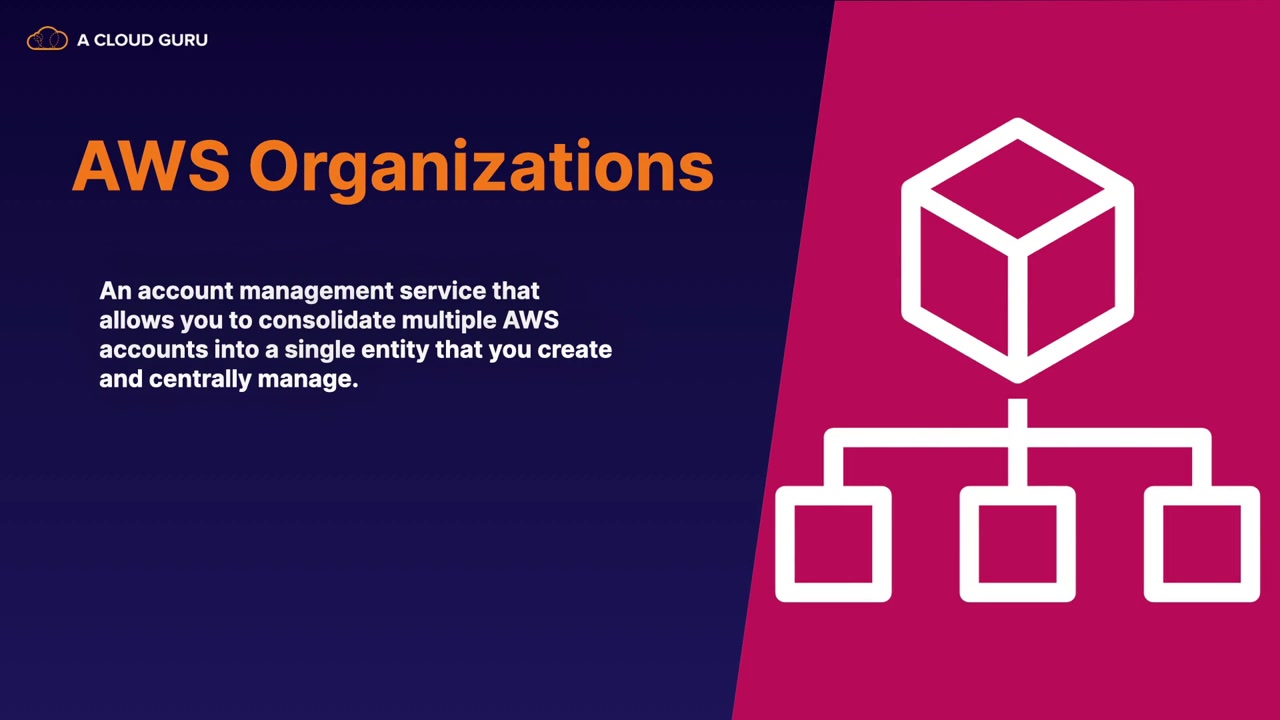 A CLOUD GURU
AWS Organizations
An account management service that
allows you to consolidate multiple AWS
accounts into a single entity that you create
and centrally manage.